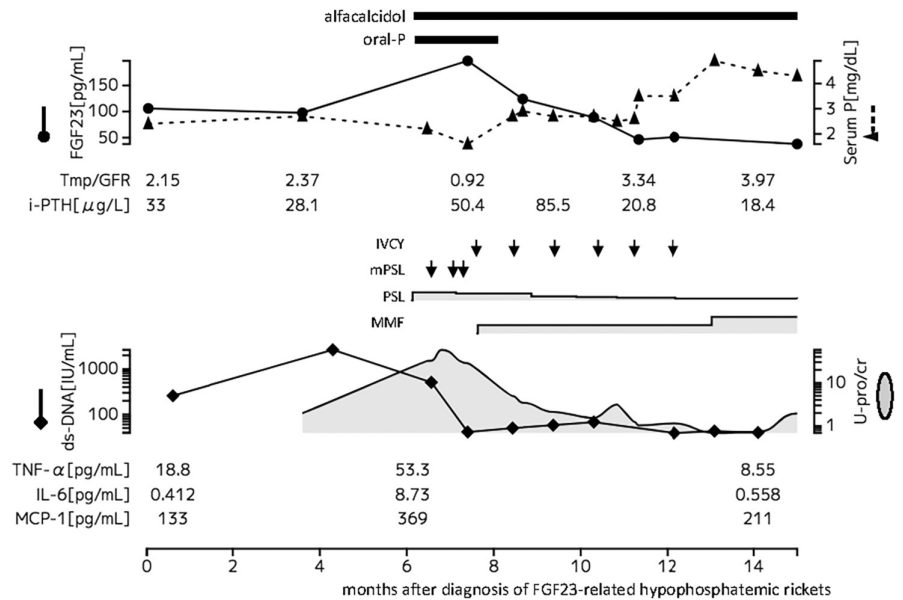 alfacalcidol
oral-P
FGF23[pg/mL]
150
100
50
4
3
2
Serum P[mg/dL]
Tmp/GFR 2.15 2.37 0.92 3.34 3.97
i-PTH[μg/L] 33 28.1 50.4 85.5 20.8 18.4
IVCY
mPSL
PSL
MMF
ds-DNA[IU/mL]
1000
100
10
1
U-pro/cr
TNF-α[pg/mL] 18.8 53.3 8.55
IL-6[pg/mL] 0.412 8.73 0.558
MCP-1[pg/mL] 133 369 211
0 2 4 6 8 10 12 14
months after diagnosis of FGF23-related hypophosphatemic rickets